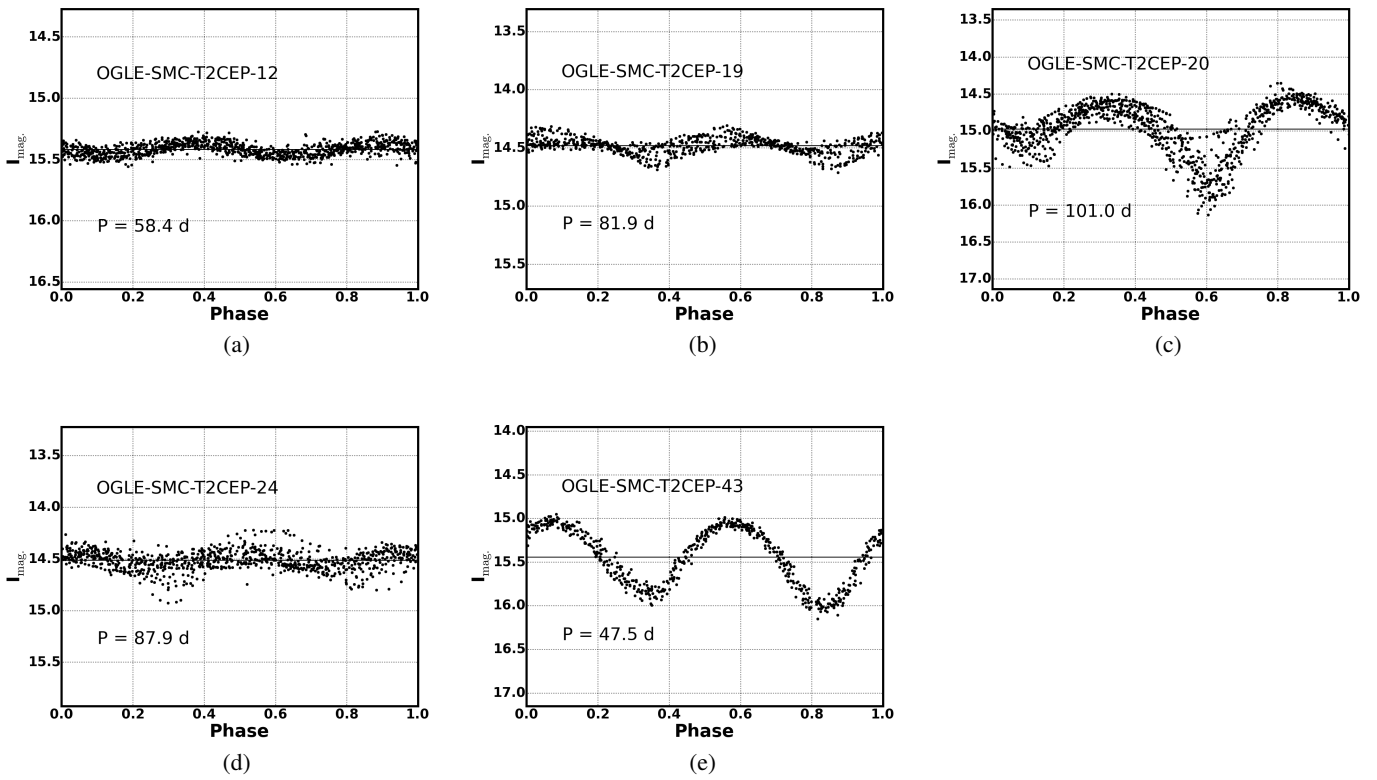 14.5
15.0
15.5
16.0
16.5
I mag.
OGLE-SMC-T2CEP-12
P = 58.4 d
0.0 0.2 0.4 0.6 0.8 1.0
Phase
(a)
13.5
14.0
14.5
15.0
15.5
I mag.
OGLE-SMC-T2CEP-19
P = 81.9 d
0.0 0.2 0.4 0.6 0.8 1.0
Phase
(b)
13.5
14.0
14.5
15.0
15.5
16.0
16.5
17.0
I mag.
OGLE-SMC-T2CEP-20
P = 101.0 d
0.0 0.2 0.4 0.6 0.8 1.0
Phase
(c)
13.5
14.0
14.5
15.0
15.5
I mag.
OGLE-SMC-T2CEP-24
P = 87.9 d
0.0 0.2 0.4 0.6 0.8 1.0
Phase
(d)
14.0
14.5
15.0
15.5
16.0
16.5
17.0
I mag.
OGLE-SMC-T2CEP-43
P = 47.5 d
0.0 0.2 0.4 0.6 0.8 1.0
Phase
(e)